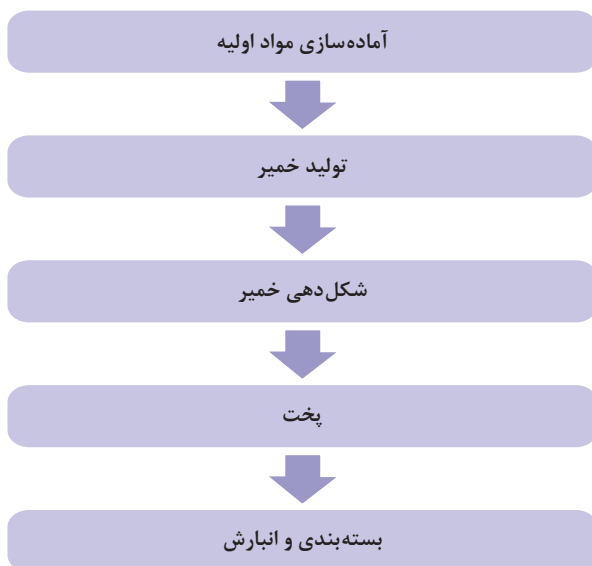 آماده‌سازی مواد اولیه
تولید خمیر
شکل‌دهی خمیر
پخت
بسته‌بندی و انبارش